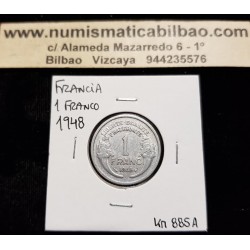 www.numismaticabilbao.com
c/ Alameda Mazarredo 6 - 1º
Bilbao Vizcaya 944235576
FRANCIA
1 FRANCO
1948
1
FRANC
KM 885A